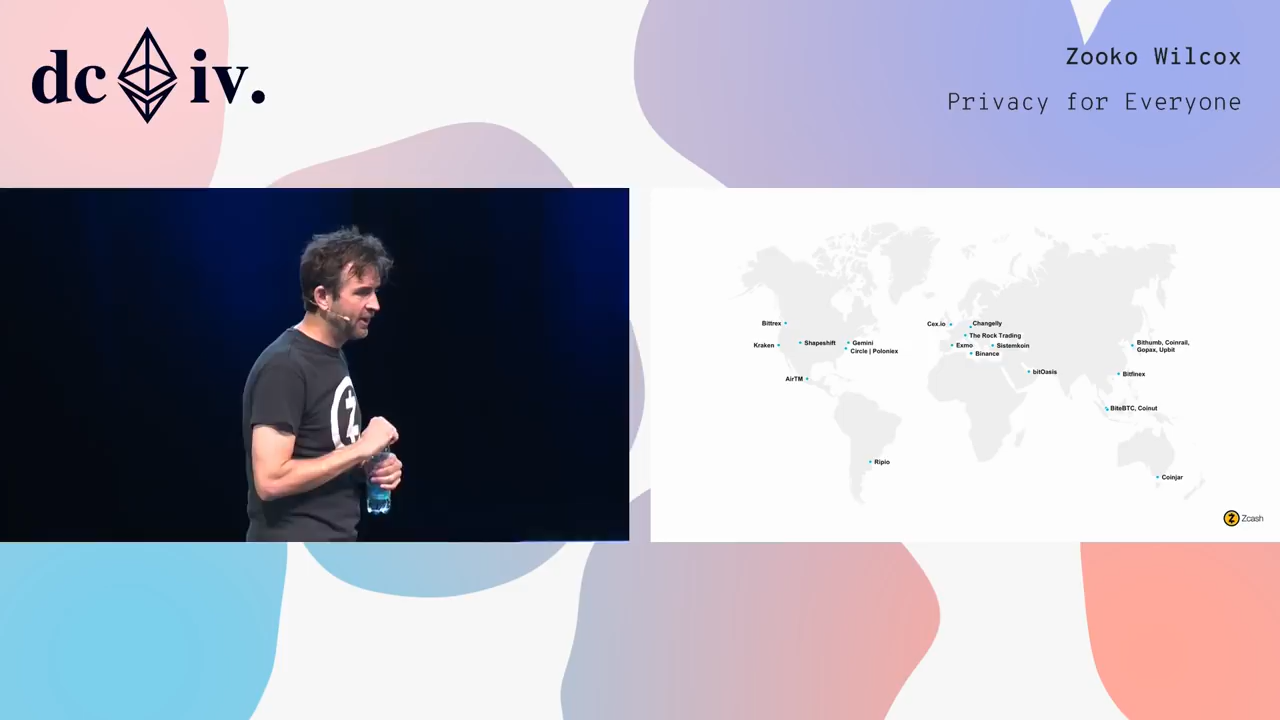 dc iv.
Zooko Wilcox
Privacy for Everyone
Bittrex
Kraken
Shapeshift
Gemini
Circle | Poloniex
AirTM
Ripio
Cex.io
Changelly
The Rock Trading
Exmo
Sistemkoin
Binance
bitOasis
Bithumb, Coinrail,
Gopax, Upbit
Bitfinex
BiteBTC, Coinut
Coinjar
Zcash